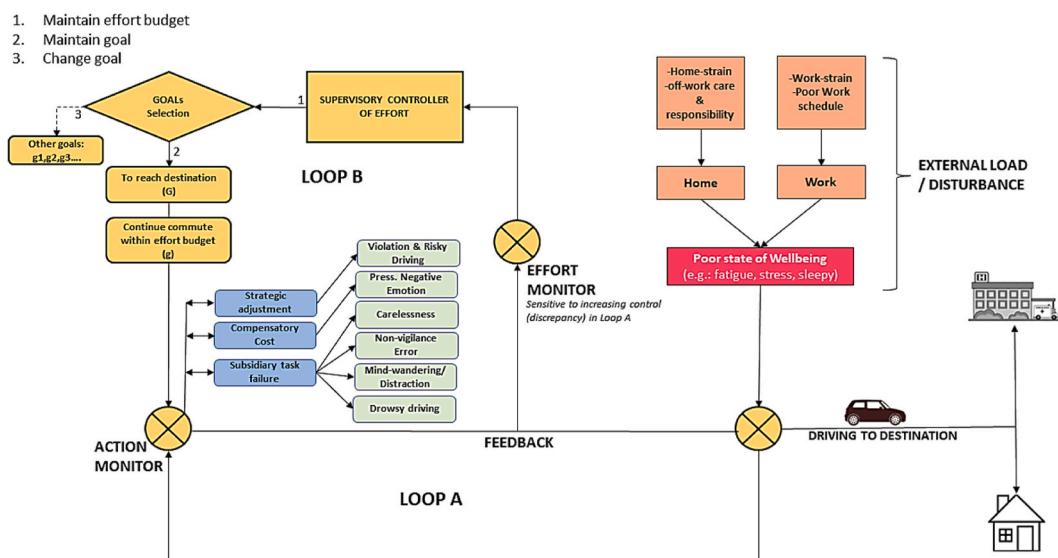 1. Maintain effort budget
2. Maintain goal
3. Change goal
GOALs
Selection
1
3
2
SUPERVISORY CONTROLLER
OF EFFORT
Other goals:
g1,g2,g3....
To reach destination
(G)
Continue commute
within effort budget
(g)
LOOP B
Strategic
adjustment
Compensatory
Cost
Subsidiary task
failure
Violation & Risky
Driving
Press. Negative
Emotion
Carelessness
Non-vigilance
Error
Mind-wandering/
Distraction
Drowsy driving
EFFORT
MONITOR
Sensitive to increasing control
(discrepancy) in Loop A
-Home-strain
-off-work care
&
responsibility
-Work-strain
-Poor Work
schedule
Home
Work
EXTERNAL LOAD
/ DISTURBANCE
Poor state of Wellbeing
(e.g.: fatigue, stress, sleepy)
H
ACTION
MONITOR
FEEDBACK
DRIVING TO DESTINATION
LOOP A